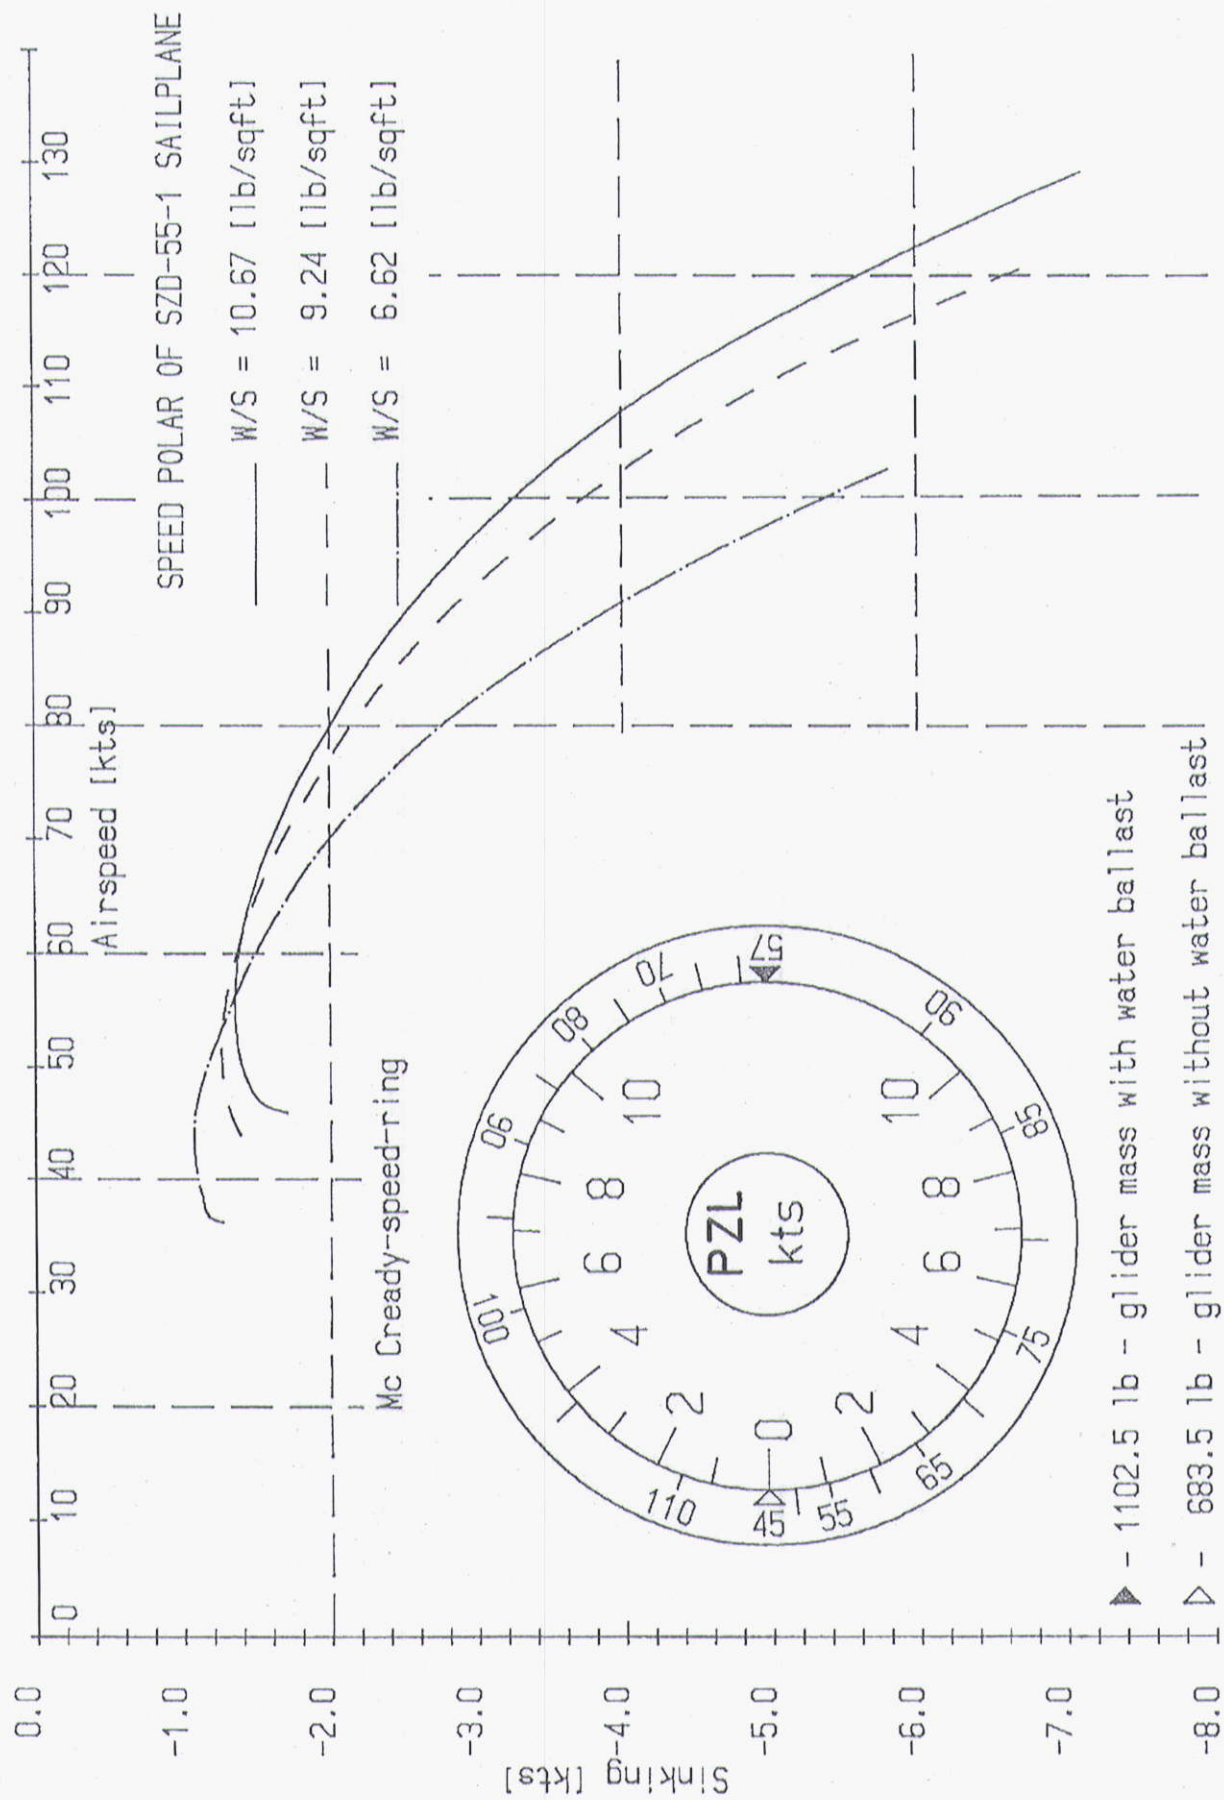 0 10 20 30 40 50 60 70 80 90 100 110 120 130
Airspeed [kts]
0.0
-1.0
-2.0
-3.0
-4.0
-5.0
-6.0
-7.0
-8.0
Sinking [kts]
SPEED POLAR OF SZD-55-1 SAILPLANE
W/S = 10.67 [lb/sqft]
W/S = 9.24 [lb/sqft]
W/S = 6.62 [lb/sqft]
Mc Cready-speed-ring
110 100 90 80 70 57
45 55 65 75 85 90
2 4 6 8 10
0
2 4 6 8 10
PZL
kts
- 1102.5 lb - glider mass with water ballast
- 683.5 lb - glider mass without water ballast